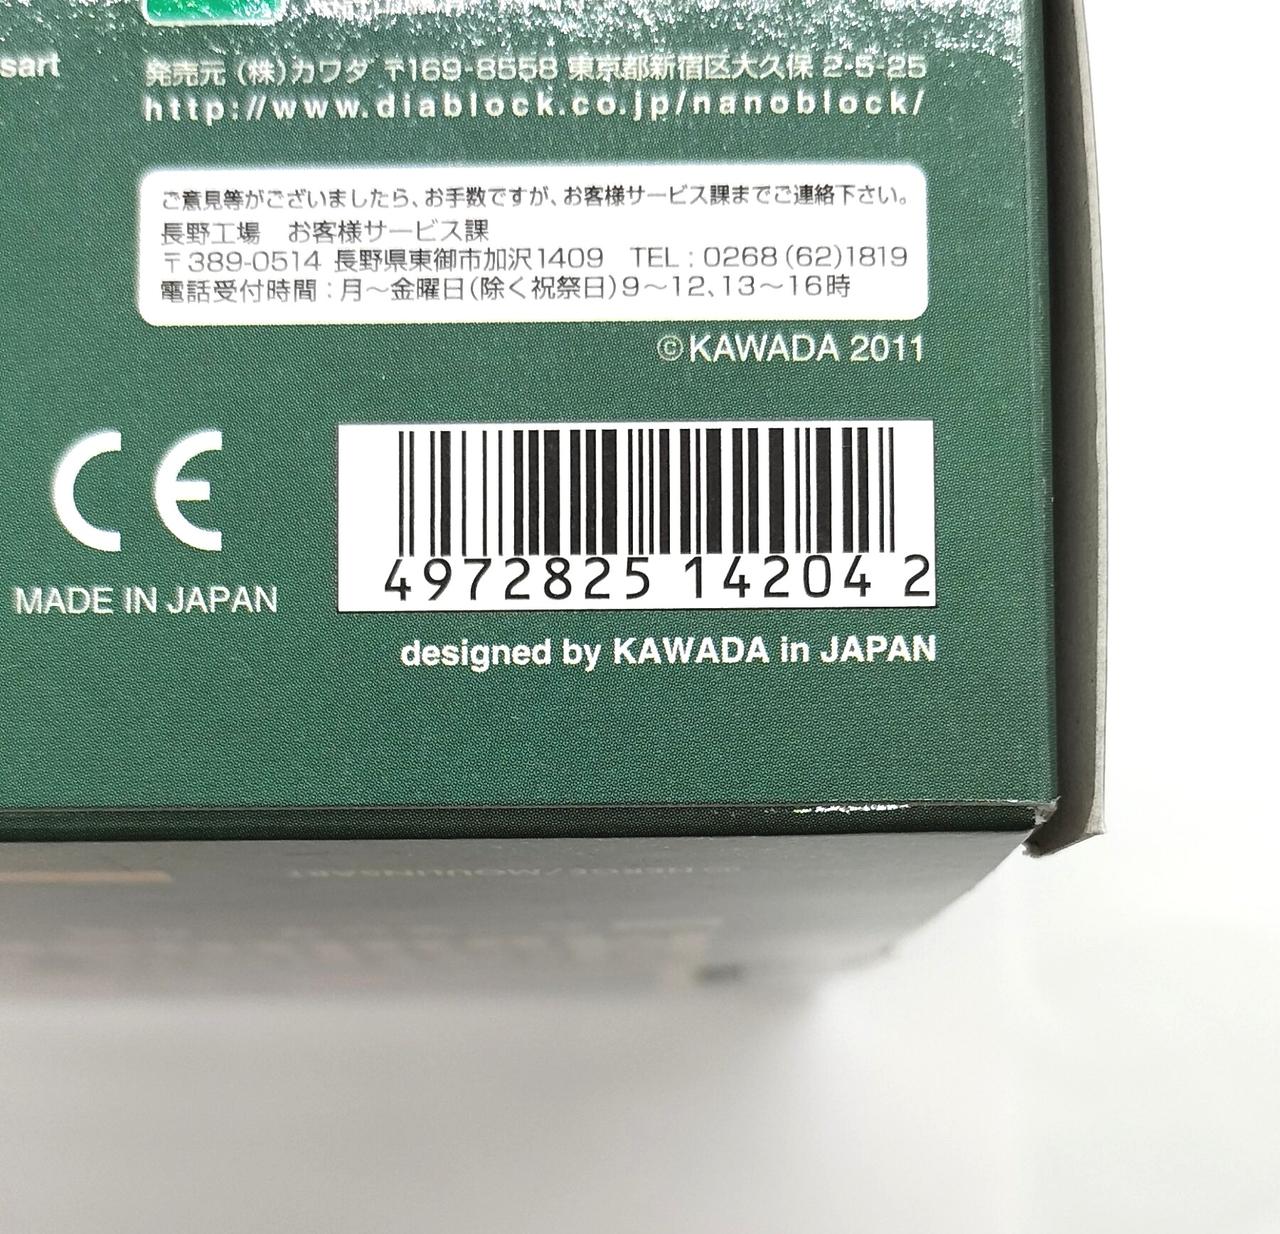 sart
発売元 (株)カワダ 〒169-8558 東京都新宿区大久保 2-5-25
http://www.diablock.co.jp/nanoblock/
ご意見等がございましたら、お手数ですが、お客様サービス課までご連絡下さい。
長野工場 お客様サービス課
〒389-0514 長野県東御市加沢1409 TEL : 0268 (62)1819
電話受付時間 : 月～金曜日(除く祝祭日)9～12、13～16時
©KAWADA 2011
CE
4972825 14204 2
MADE IN JAPAN
designed by KAWADA in JAPAN